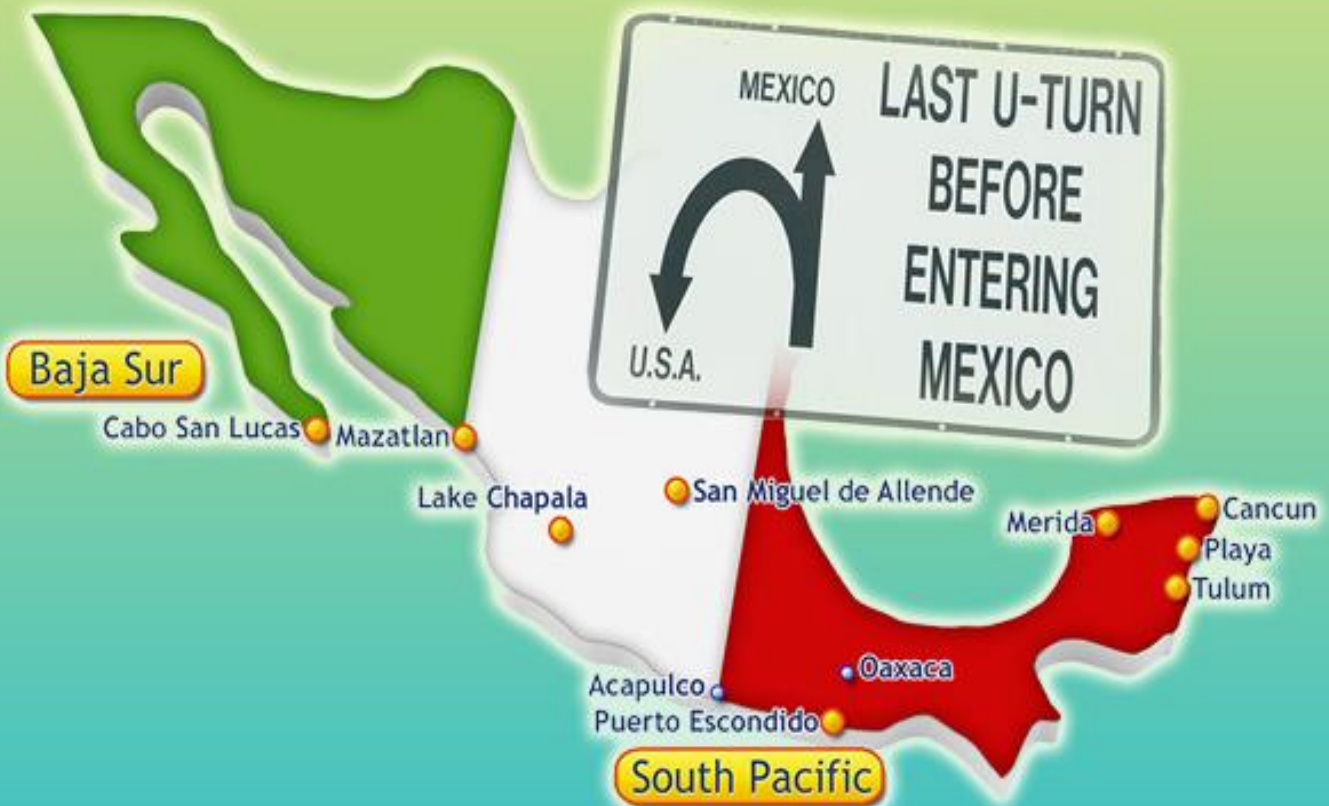 MEXICO
U.S.A.
LAST U-TURN
BEFORE
ENTERING
MEXICO
Baja Sur
Cabo San Lucas
Mazatlan
Lake Chapala
San Miguel de Allende
Merida
Cancun
Playa
Tulum
Oaxaca
Acapulco
Puerto Escondido
South Pacific